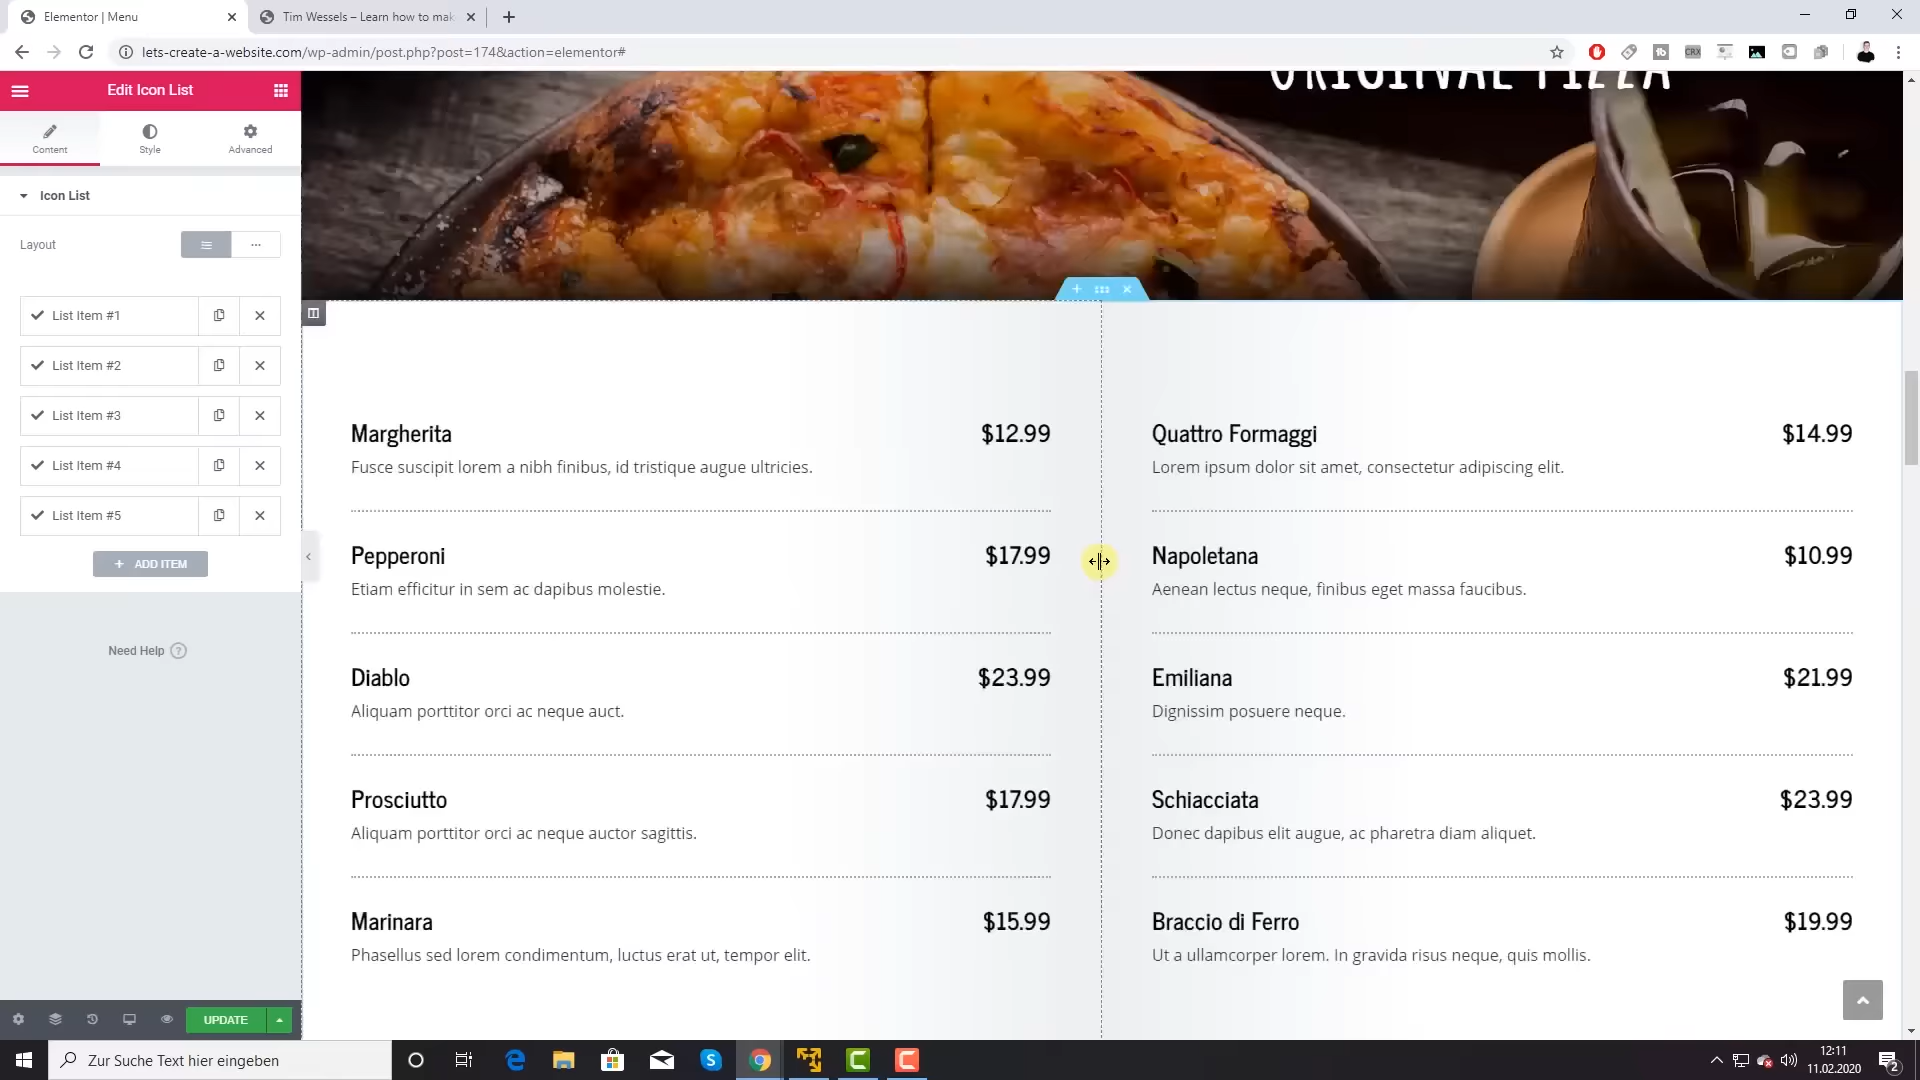 Elementor | Menu
Tim Wessels – Learn how to mak
lets-create-a-website.com/wp-admin/post.php?post=174&action=elementor#
Edit Icon List
Content
Style
Advanced
Icon List
Layout
List Item #1
List Item #2
List Item #3
List Item #4
List Item #5
ADD ITEM
Need Help ?
UPDATE
ORIGINAL PIZZA
Margherita $12.99
Fusce suscipit lorem a nibh finibus, id tristique augue ultricies.
Pepperoni $17.99
Etiam efficitur in sem ac dapibus molestie.
Diablo $23.99
Aliquam porttitor orci ac neque auct.
Prosciutto $17.99
Aliquam porttitor orci ac neque auctor sagittis.
Marinara $15.99
Phasellus sed lorem condimentum, luctus erat ut, tempor elit.
Quattro Formaggi $14.99
Lorem ipsum dolor sit amet, consectetur adipiscing elit.
Napoletana $10.99
Aenean lectus neque, finibus eget massa faucibus.
Emiliana $21.99
Dignissim posuere neque.
Schiacciata $23.99
Donec dapibus elit augue, ac pharetra diam aliquet.
Braccio di Ferro $19.99
Ut a ullamcorper lorem. In gravida risus neque, quis mollis.
Zur Suche Text hier eingeben
12:11
11.02.2020
2